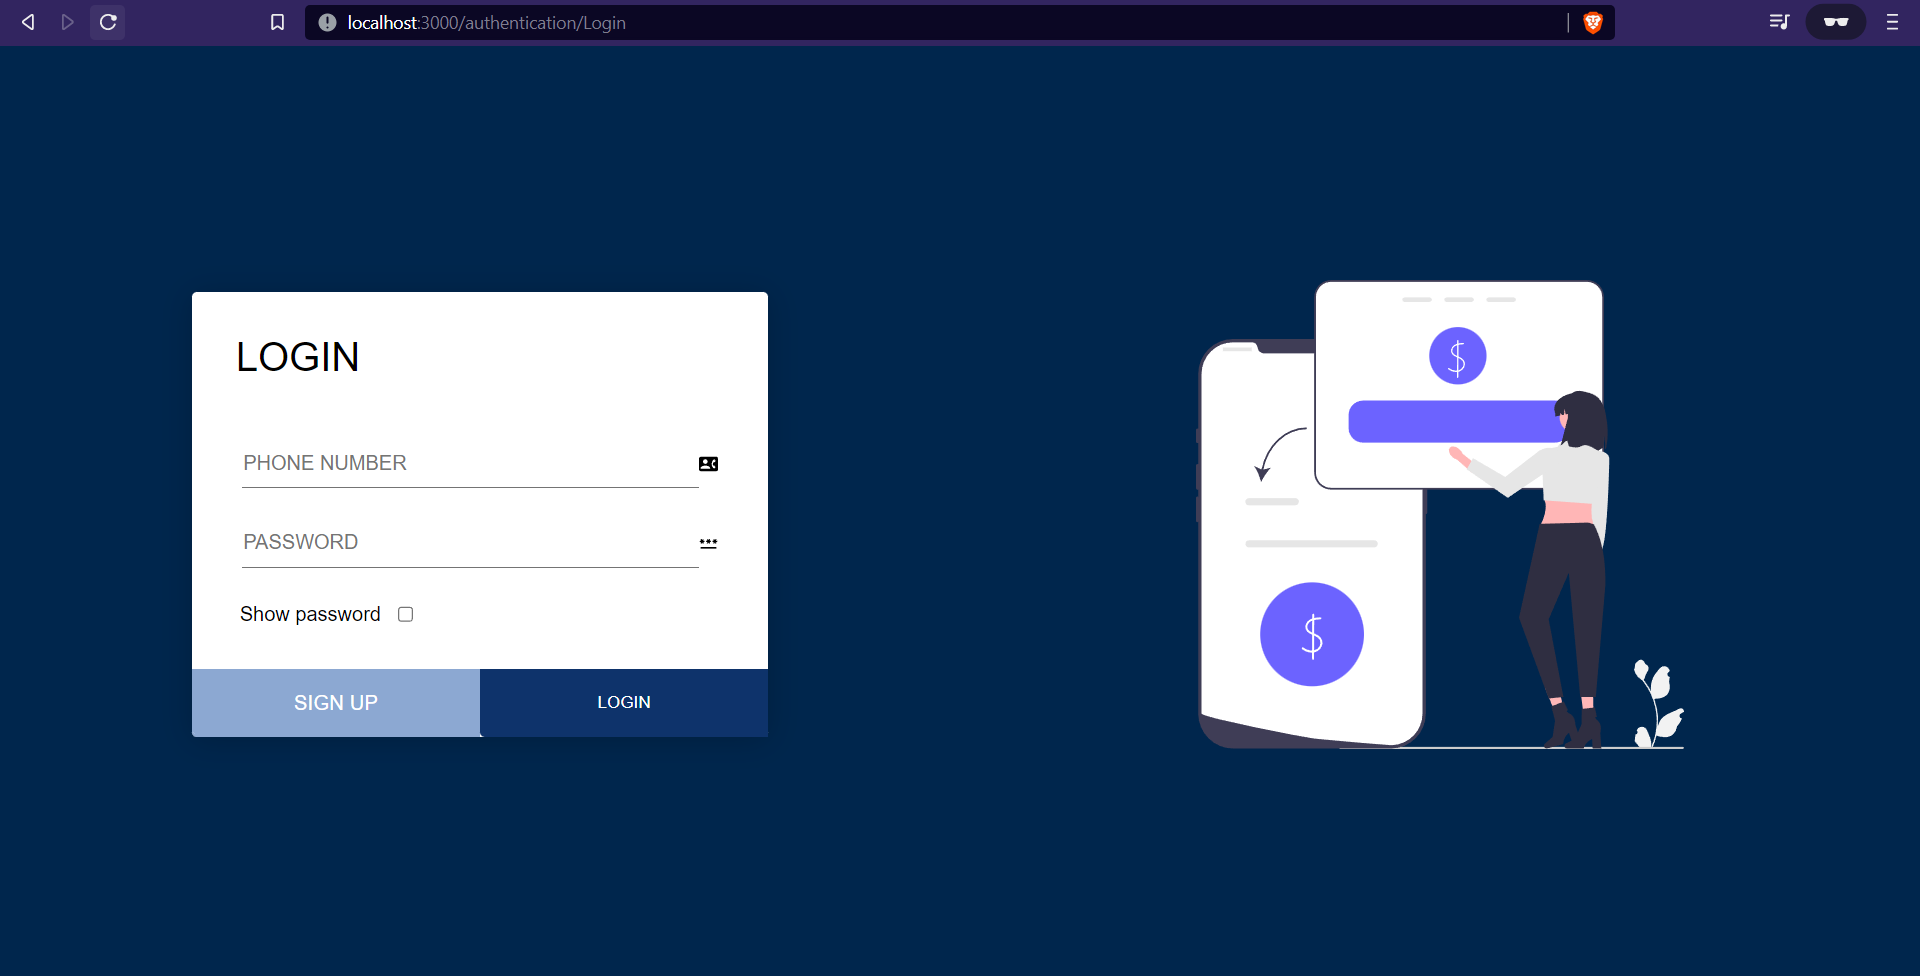 localhost:3000/authentication/Login
LOGIN
PHONE NUMBER
PASSWORD
Show password
SIGN UP
LOGIN
$
$